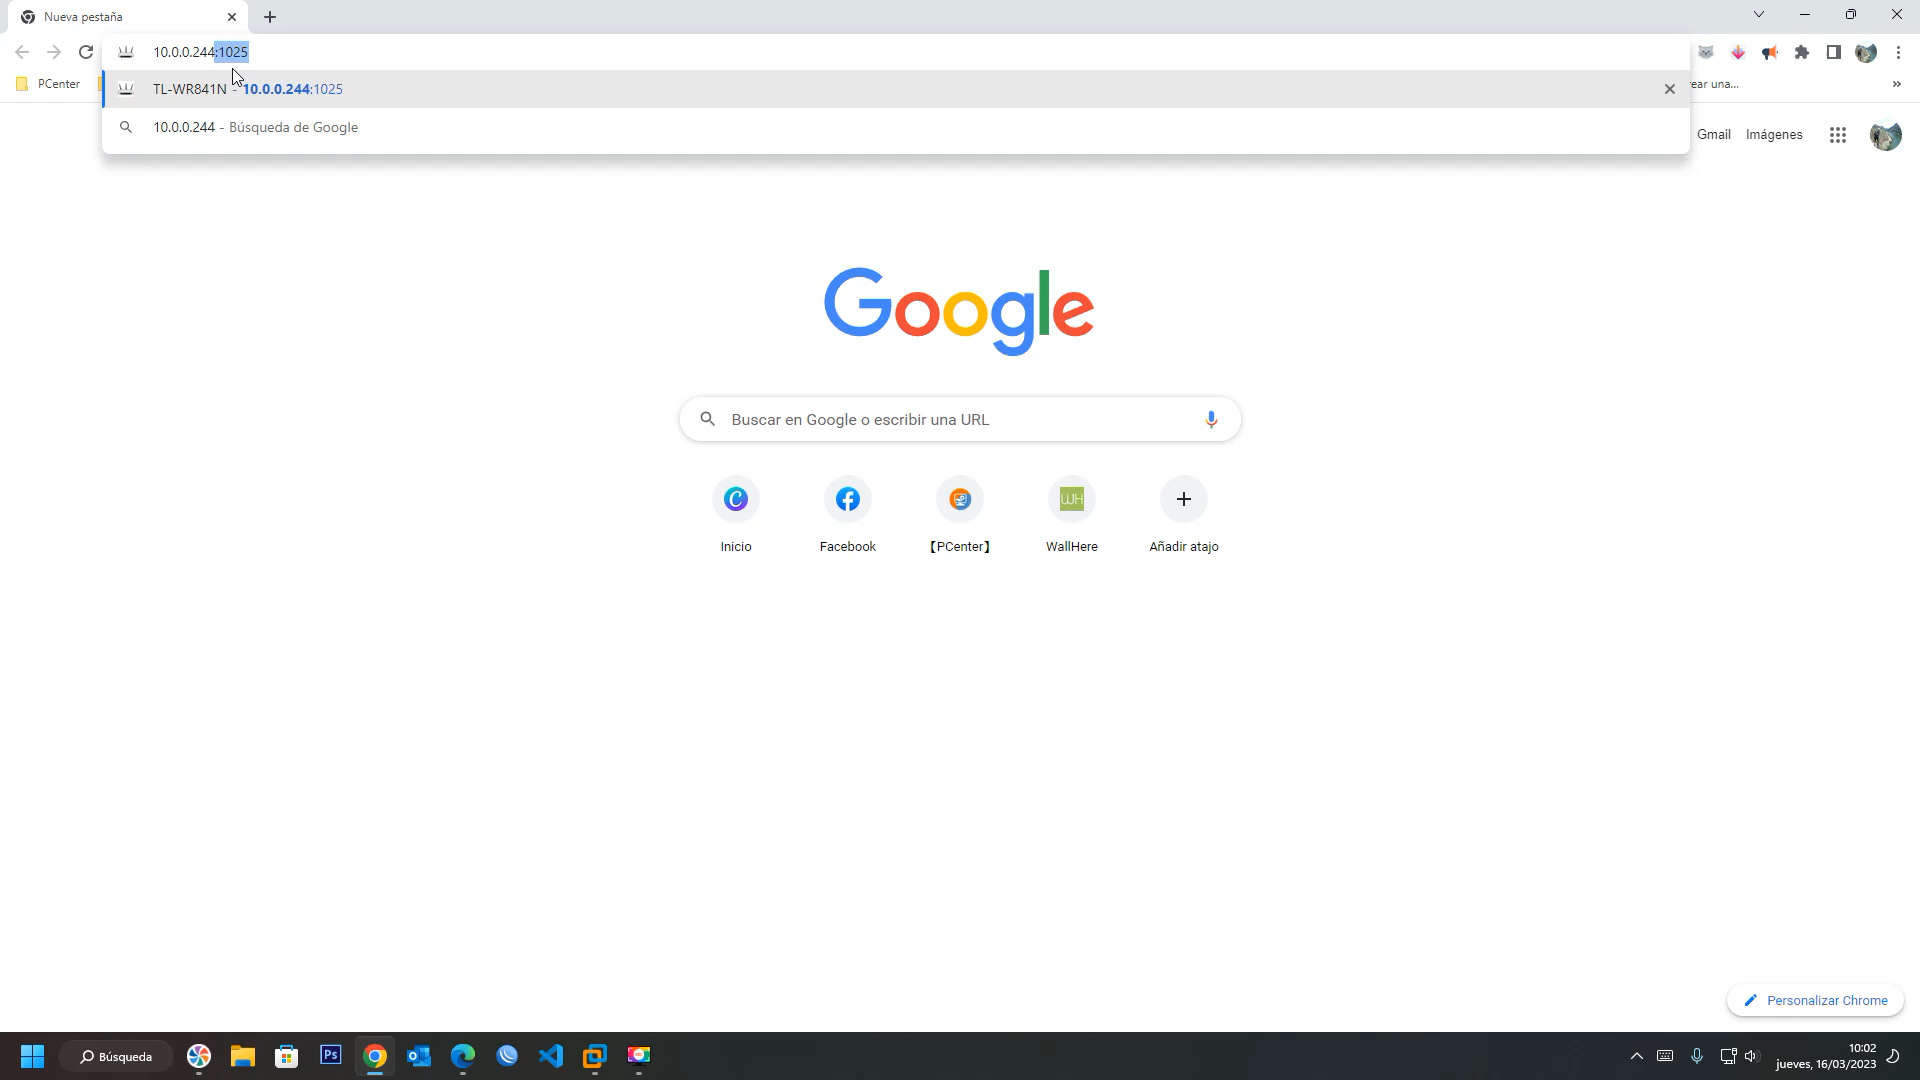 Nueva pestaña
10.0.0.244:1025
PCenter
TL-WR841N - 10.0.0.244:1025
ear una...
10.0.0.244 - Búsqueda de Google
Gmail Imágenes
Google
Buscar en Google o escribir una URL
WH
Inicio Facebook 【PCenter】 WallHere Añadir atajo
Personalizar Chrome
Búsqueda
Ps
10:02
jueves, 16/03/2023